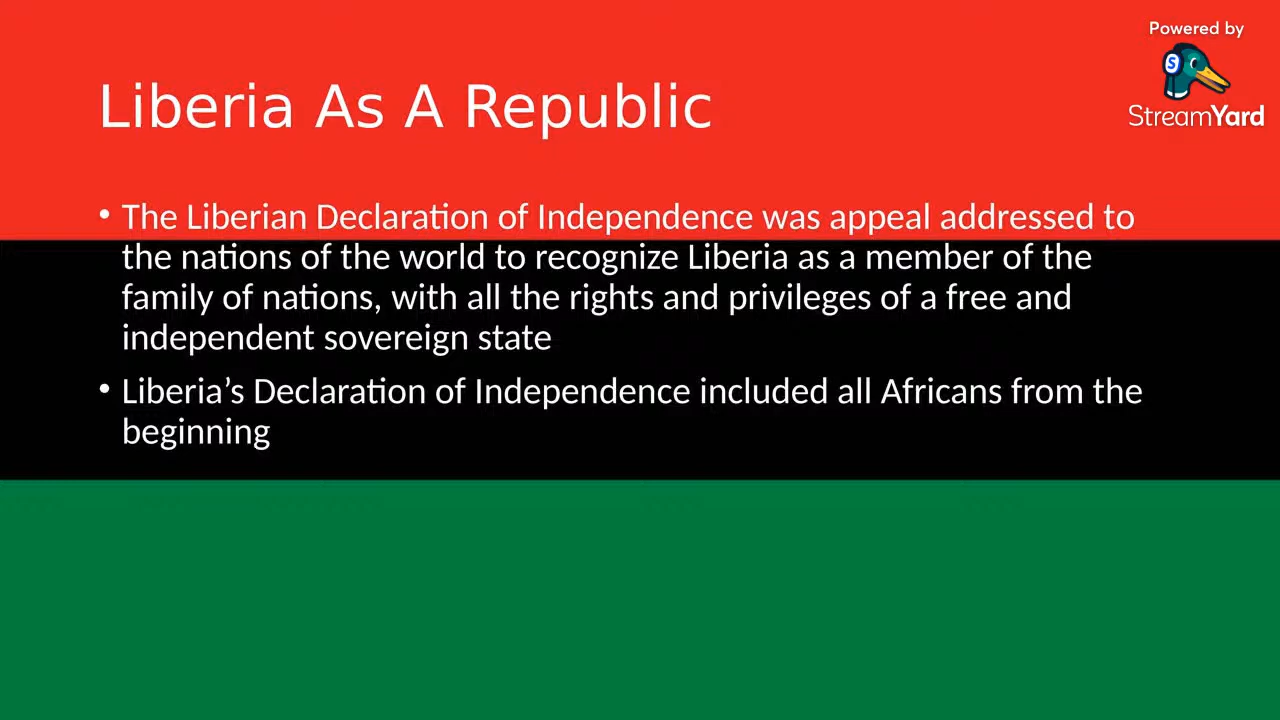 Powered by
S
StreamYard
Liberia As A Republic
• The Liberian Declaration of Independence was appeal addressed to
the nations of the world to recognize Liberia as a member of the
family of nations, with all the rights and privileges of a free and
independent sovereign state
• Liberia’s Declaration of Independence included all Africans from the
beginning